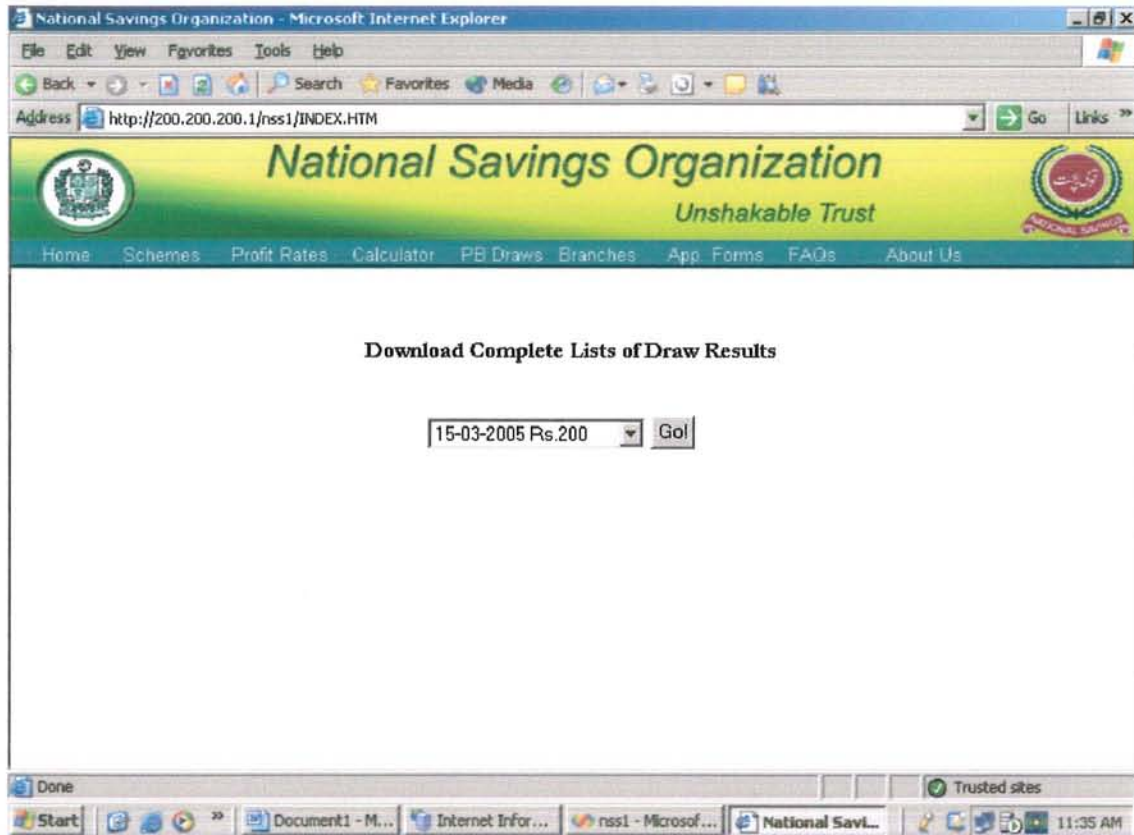 National Savings Organization - Microsoft Internet Explorer
File Edit View Favorites Tools Help
Back Search Favorites Media
Address http://200.200.200.1/nss1/INDEX.HTM Go Links »
National Savings Organization
Unshakable Trust
NATIONAL SAVINGS
Home Schemes Profit Rates Calculator PB Draws Branches App. Forms FAQs About Us
Download Complete Lists of Draw Results
15-03-2005 Rs.200 Go!
Done Trusted sites
Start » Document1 - M... Internet Infor... nss1 - Microsof... National Savi... 11:35 AM